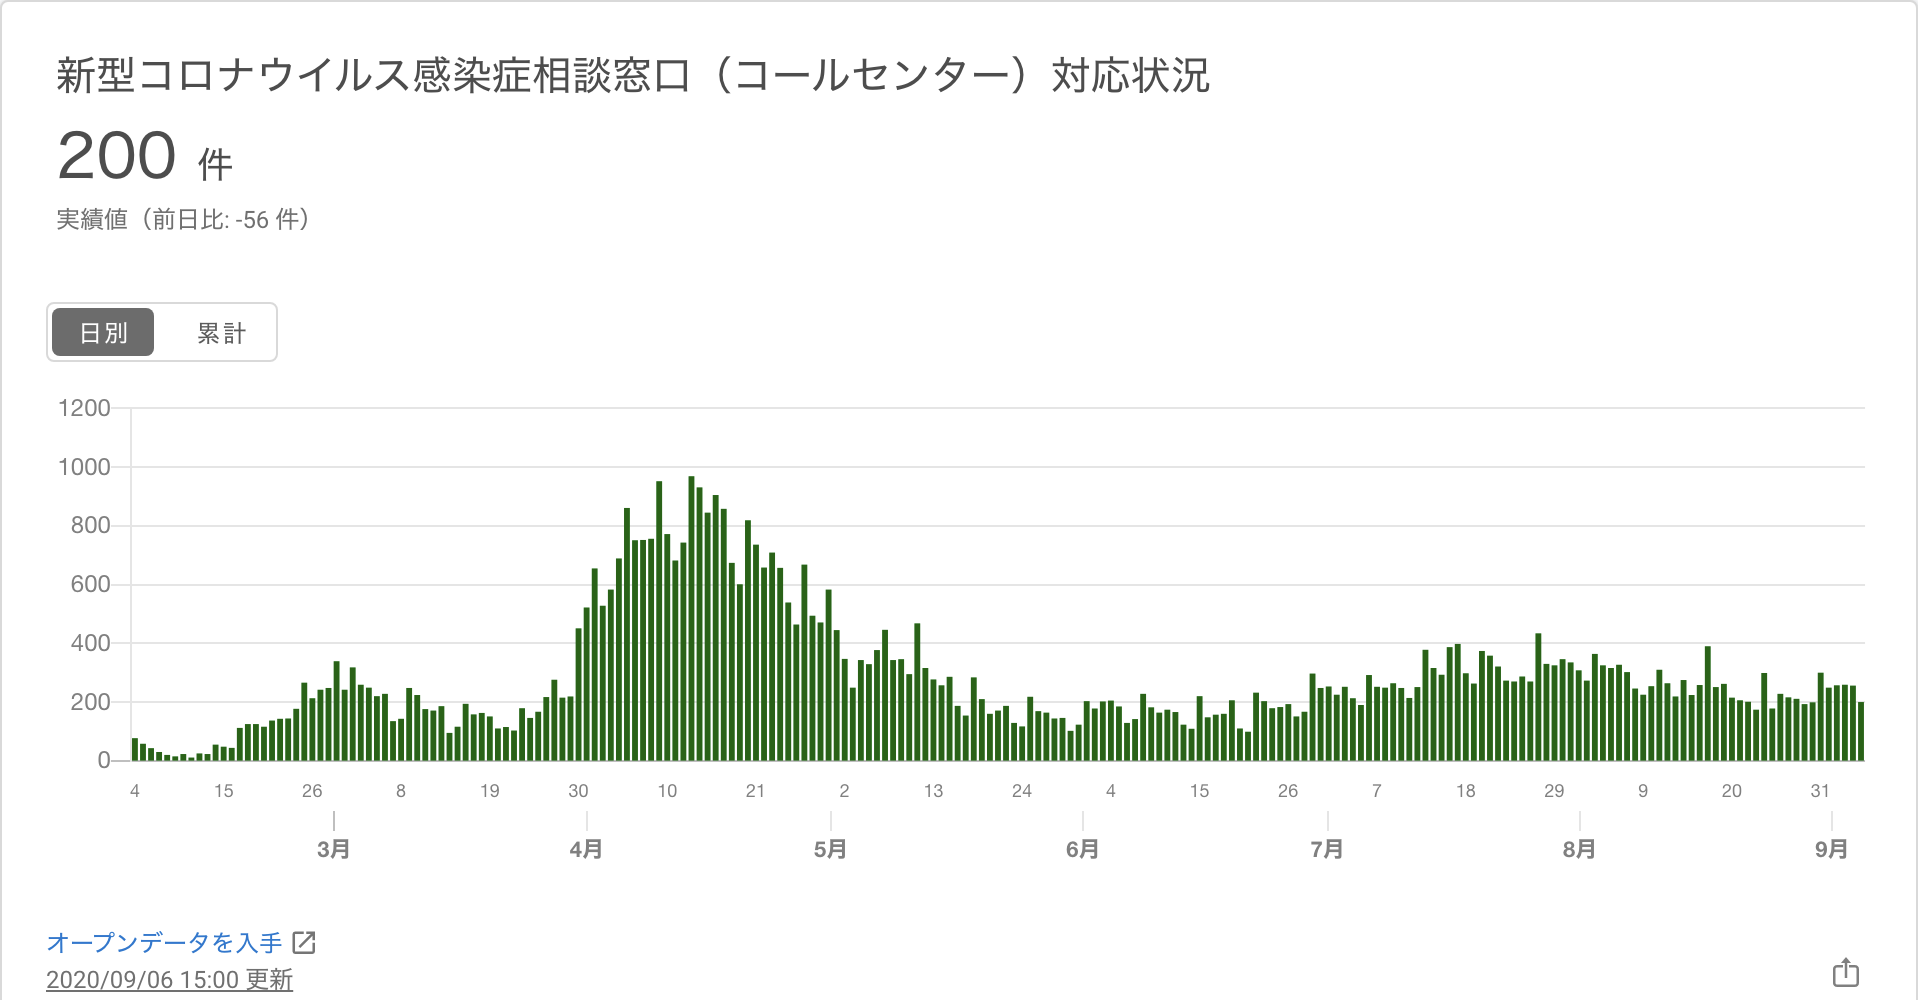 新型コロナウイルス感染症相談窓口（コールセンター）対応状況
200 件
実績値（前日比: -56 件）
日別 累計
1200
1000
800
600
400
200
0
4 15 26 8 19 30 10 21 2 13 24 4 15 26 7 18 29 9 20 31
3月 4月 5月 6月 7月 8月 9月
オープンデータを入手
2020/09/06 15:00 更新